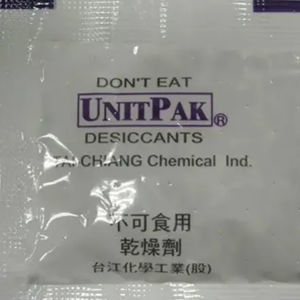 DON'T EAT
UNITPAK®
DESICCANTS
TAI CHIANG Chemical Ind.
不可食用
乾燥劑
台江化學工業(股)